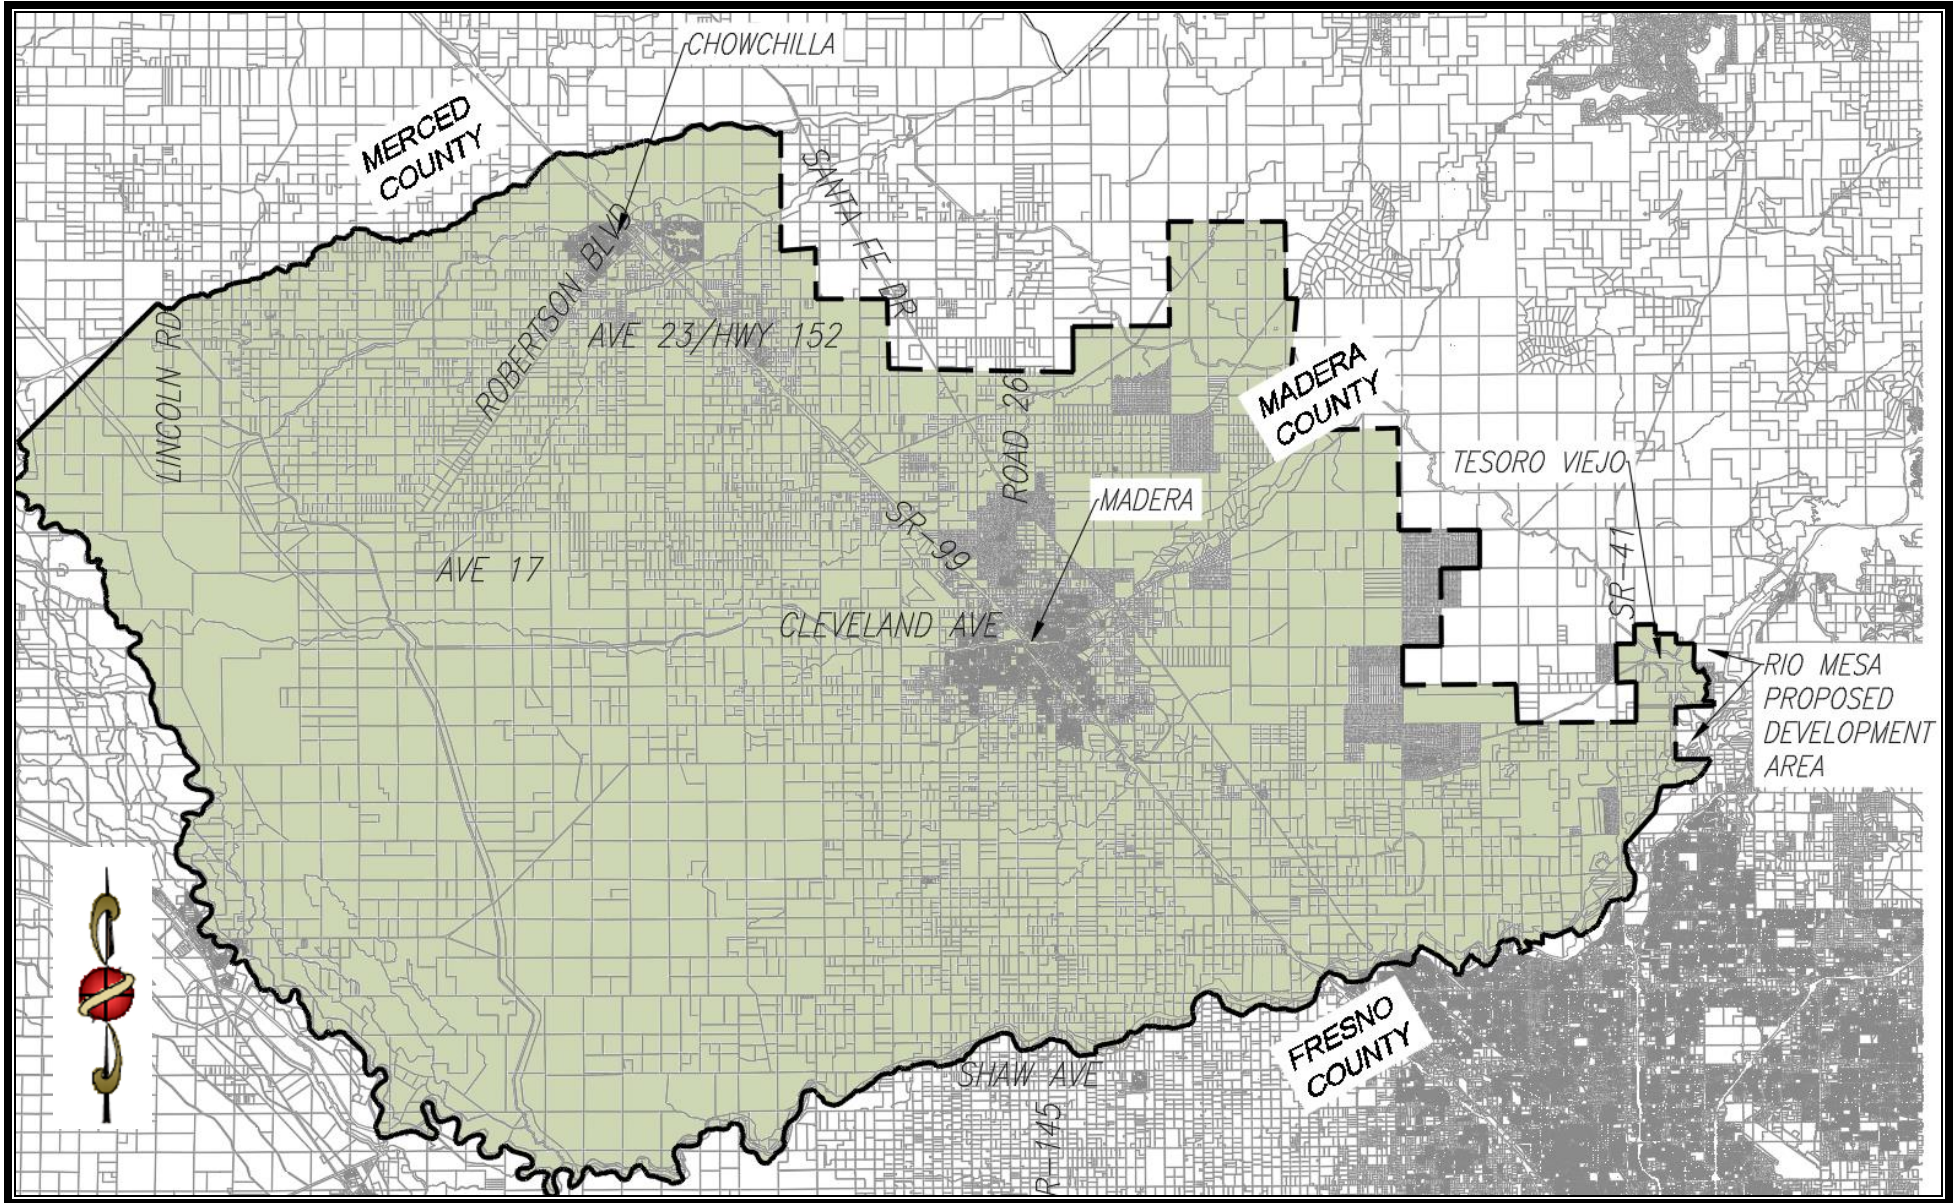 CHOWCHILLA
MERCED
COUNTY
SANTA FE DR
ROBERTSON BLVD
LINCOLN RD
AVE 23/HWY 152
MADERA
COUNTY
ROAD 26
TESORO VIEJO
MADERA
SR-99
SR-41
AVE 17
CLEVELAND AVE
RIO MESA
PROPOSED
DEVELOPMENT
AREA
FRESNO
COUNTY
SHAW AVE
R-145